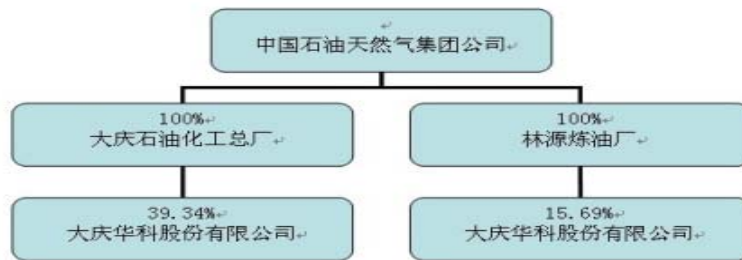 中国石油天然气集团公司
100%
大庆石油化工总厂
100%
林源炼油厂
39.34%
大庆华科股份有限公司
15.69%
大庆华科股份有限公司